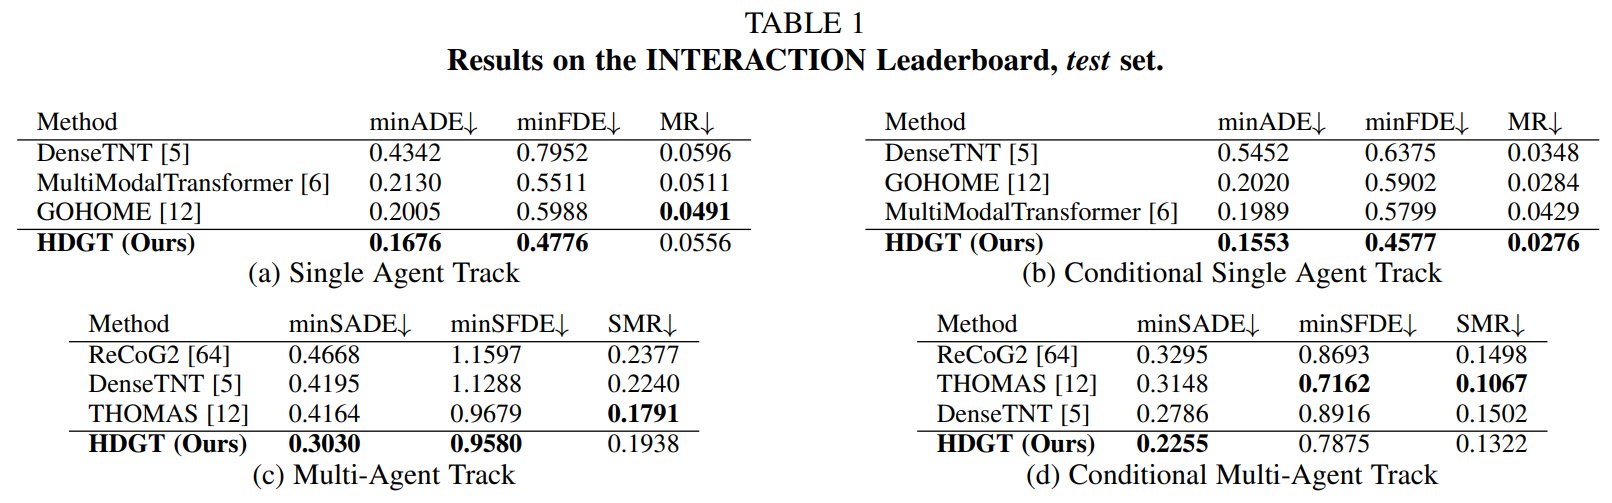 TABLE 1
Results on the INTERACTION Leaderboard, test set.
Method minADE↓ minFDE↓ MR↓
DenseTNT [5] 0.4342 0.7952 0.0596
MultiModalTransformer [6] 0.2130 0.5511 0.0511
GOHOME [12] 0.2005 0.5988 0.0491
HDGT (Ours) 0.1676 0.4776 0.0556
(a) Single Agent Track
Method minADE↓ minFDE↓ MR↓
DenseTNT [5] 0.5452 0.6375 0.0348
GOHOME [12] 0.2020 0.5902 0.0284
MultiModalTransformer [6] 0.1989 0.5799 0.0429
HDGT (Ours) 0.1553 0.4577 0.0276
(b) Conditional Single Agent Track
Method minSADE↓ minSFDE↓ SMR↓
ReCoG2 [64] 0.4668 1.1597 0.2377
DenseTNT [5] 0.4195 1.1288 0.2240
THOMAS [12] 0.4164 0.9679 0.1791
HDGT (Ours) 0.3030 0.9580 0.1938
(c) Multi-Agent Track
Method minSADE↓ minSFDE↓ SMR↓
ReCoG2 [64] 0.3295 0.8693 0.1498
THOMAS [12] 0.3148 0.7162 0.1067
DenseTNT [5] 0.2786 0.8916 0.1502
HDGT (Ours) 0.2255 0.7875 0.1322
(d) Conditional Multi-Agent Track